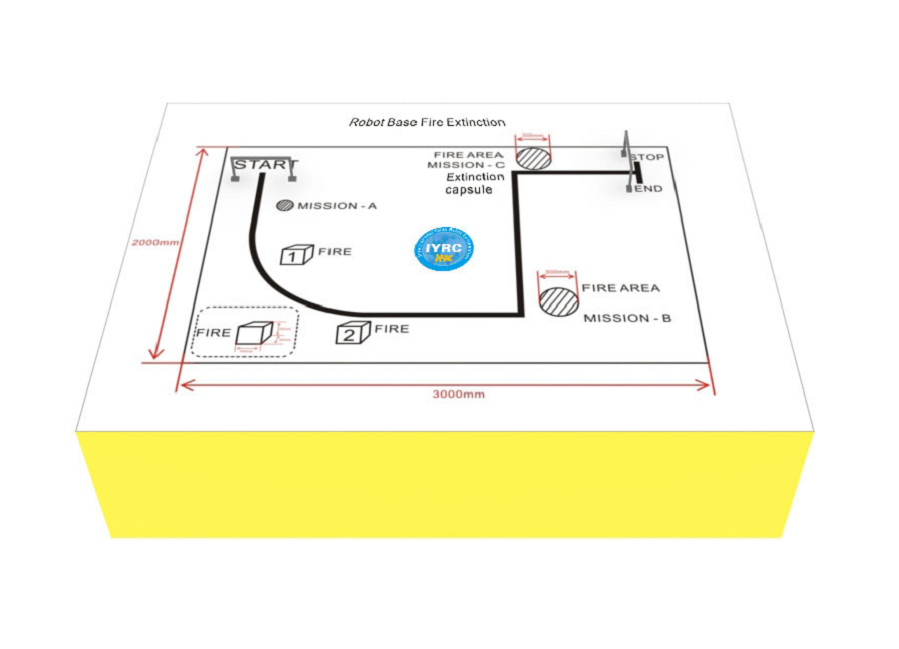 Robot Base Fire Extinction
START
FIRE AREA
MISSION - C
Extinction
capsule
STOP
END
MISSION - A
2000mm
1 FIRE
IYRC
FIRE AREA
MISSION - B
FIRE
2 FIRE
3000mm